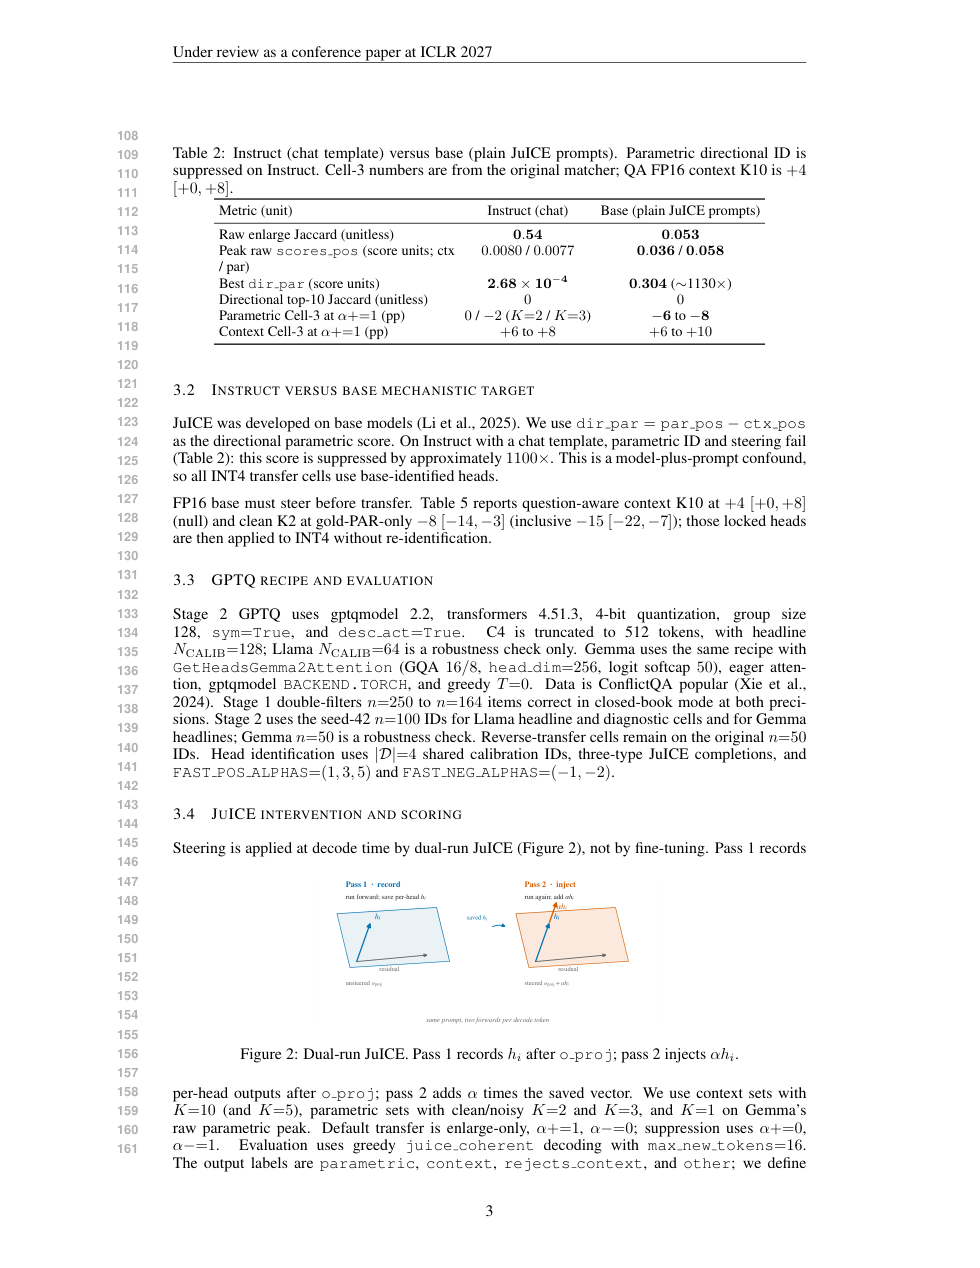 Under review as a conference paper at ICLR 2027
108
109
110
111
112
113
114
115
116
117
118
119
120
121
122
123
124
125
126
127
128
129
130
131
132
133
134
135
136
137
138
139
140
141
142
143
144
145
146
147
148
149
150
151
152
153
154
155
156
157
158
159
160
161
Table 2: Instruct (chat template) versus base (plain JuICE prompts). Parametric directional ID is
suppressed on Instruct. Cell-3 numbers are from the original matcher; QA FP16 context K10 is +4
[+0, +8].
Metric (unit) Instruct (chat) Base (plain JuICE prompts)
Raw enlarge Jaccard (unitless) 0.54 0.053
Peak raw scores_pos (score units; ctx 0.0080 / 0.0077 0.036 / 0.058
/ par)
Best dir_par (score units) 2.68 × 10⁻⁴ 0.304 (∼1130×)
Directional top-10 Jaccard (unitless) 0 0
Parametric Cell-3 at α+=1 (pp) 0 / −2 (K=2 / K=3) −6 to −8
Context Cell-3 at α+=1 (pp) +6 to +8 +6 to +10
3.2 INSTRUCT VERSUS BASE MECHANISTIC TARGET
JuICE was developed on base models (Li et al., 2025). We use dir_par = par_pos − ctx_pos
as the directional parametric score. On Instruct with a chat template, parametric ID and steering fail
(Table 2): this score is suppressed by approximately 1100×. This is a model-plus-prompt confound,
so all INT4 transfer cells use base-identified heads.
FP16 base must steer before transfer. Table 5 reports question-aware context K10 at +4 [+0, +8]
(null) and clean K2 at gold-PAR-only −8 [−14, −3] (inclusive −15 [−22, −7]); those locked heads
are then applied to INT4 without re-identification.
3.3 GPTQ RECIPE AND EVALUATION
Stage 2 GPTQ uses gptqmodel 2.2, transformers 4.51.3, 4-bit quantization, group size
128, sym=True, and desc_act=True. C4 is truncated to 512 tokens, with headline
N_CALIB=128; Llama N_CALIB=64 is a robustness check only. Gemma uses the same recipe with
GetHeadsGemma2Attention (GQA 16/8, head_dim=256, logit softcap 50), eager atten-
tion, gptqmodel BACKEND.TORCH, and greedy T=0. Data is ConflictQA popular (Xie et al.,
2024). Stage 1 double-filters n=250 to n=164 items correct in closed-book mode at both preci-
sions. Stage 2 uses the seed-42 n=100 IDs for Llama headline and diagnostic cells and for Gemma
headlines; Gemma n=50 is a robustness check. Reverse-transfer cells remain on the original n=50
IDs. Head identification uses |𝒟|=4 shared calibration IDs, three-type JuICE completions, and
FAST_POS_ALPHAS=(1, 3, 5) and FAST_NEG_ALPHAS=(−1, −2).
3.4 JUICE INTERVENTION AND SCORING
Steering is applied at decode time by dual-run JuICE (Figure 2), not by fine-tuning. Pass 1 records
Pass 1 · record
run forward; save per-head hᵢ
hᵢ
residual
unsteered o_proj
saved hᵢ
Pass 2 · inject
run again; add αhᵢ
αhᵢ
hᵢ
residual
steered o_proj + αhᵢ
same prompt, two forwards per decode token
Figure 2: Dual-run JuICE. Pass 1 records hᵢ after o_proj; pass 2 injects αhᵢ.
per-head outputs after o_proj; pass 2 adds α times the saved vector. We use context sets with
K=10 (and K=5), parametric sets with clean/noisy K=2 and K=3, and K=1 on Gemma's
raw parametric peak. Default transfer is enlarge-only, α+=1, α−=0; suppression uses α+=0,
α−=1. Evaluation uses greedy juice_coherent decoding with max_new_tokens=16.
The output labels are parametric, context, rejects_context, and other; we define
3